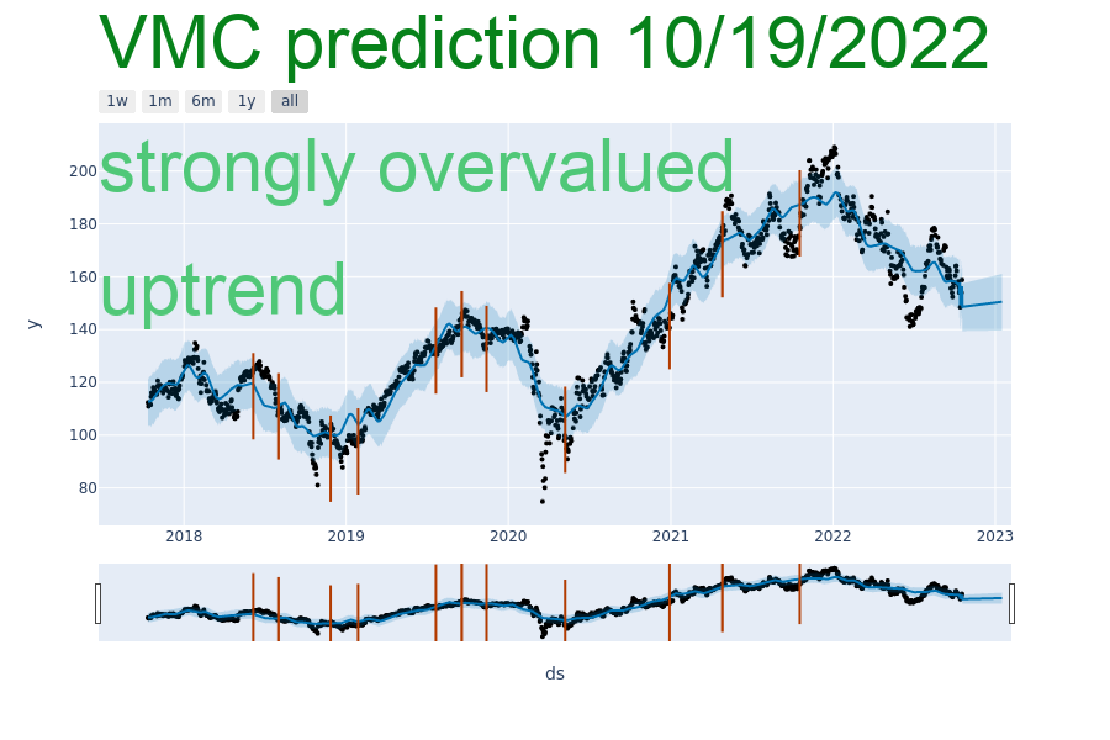 VMC prediction 10/19/2022
1w 1m 6m 1y all
strongly overvalued
uptrend
200
180
160
140
120
100
80
y
2018 2019 2020 2021 2022 2023
ds